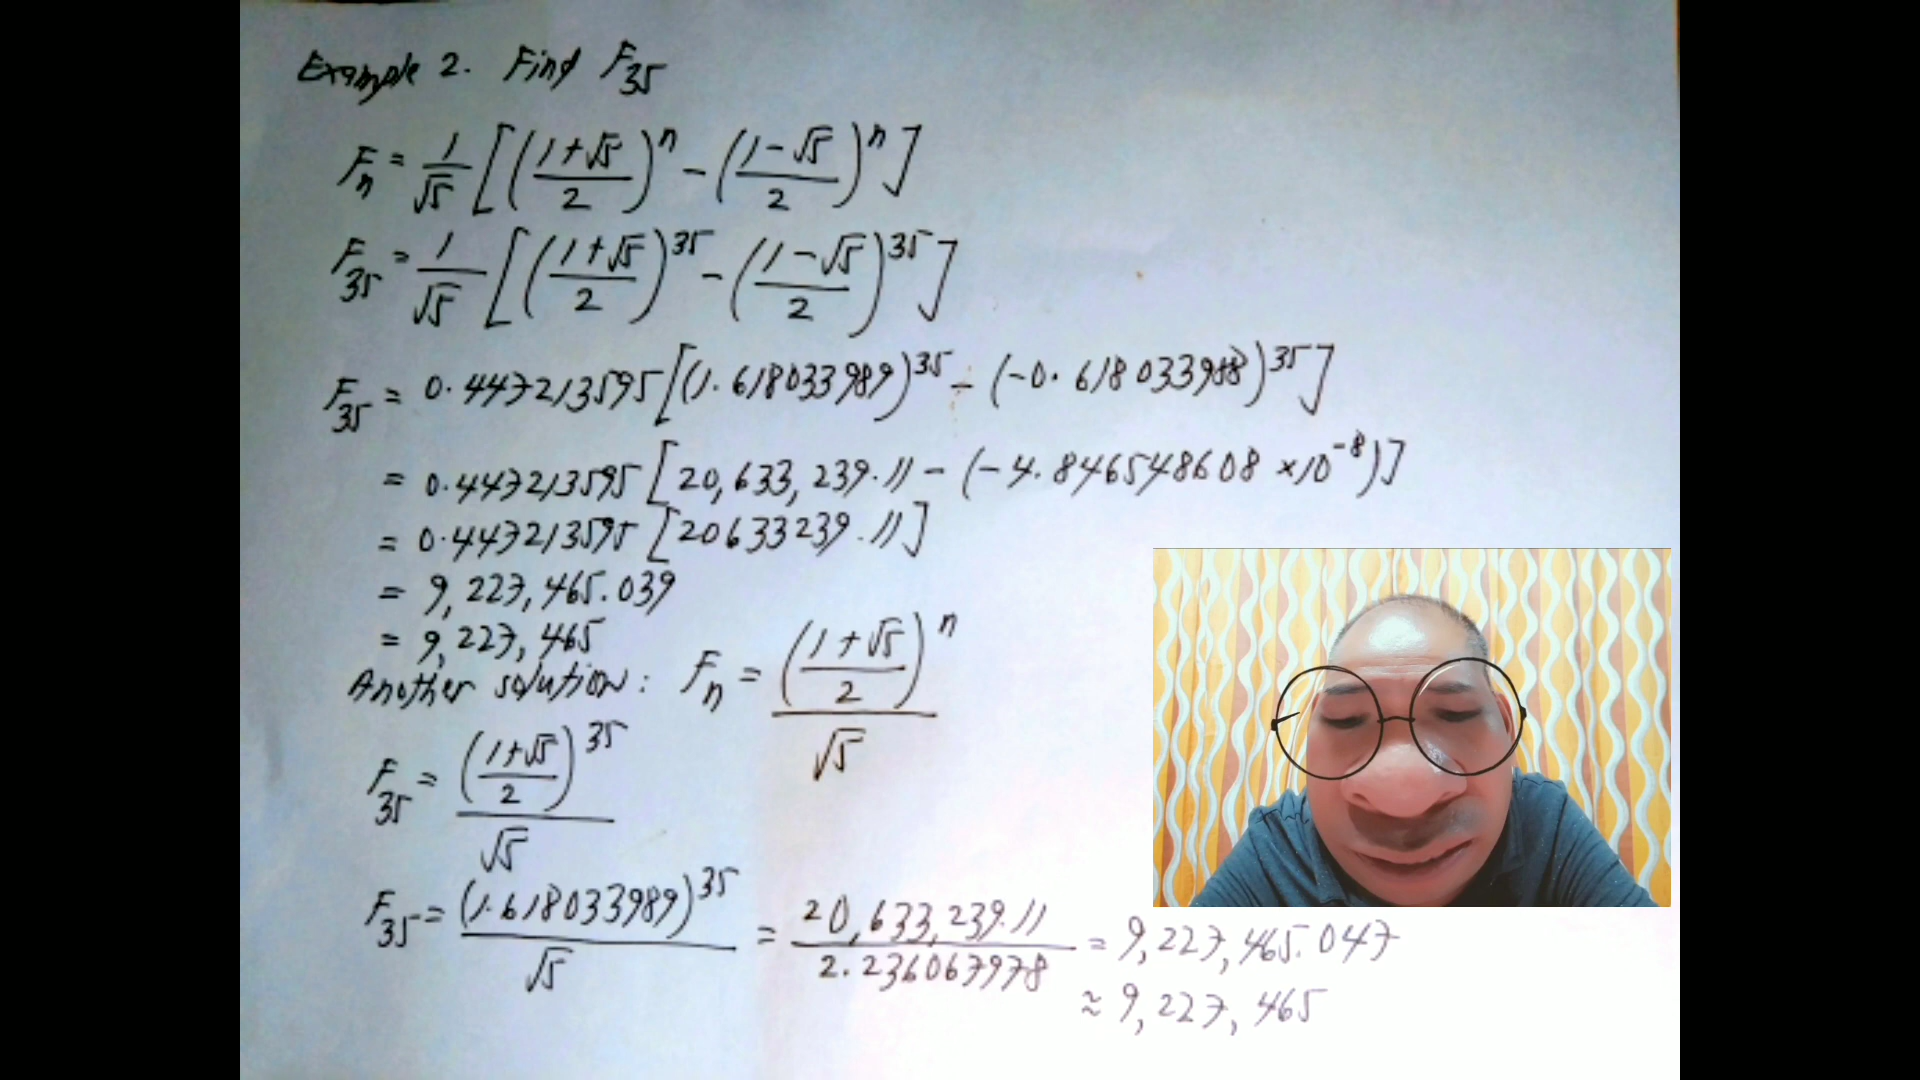 Example 2. Find F₃₅
Fₙ = 1/√5 [((1+√5)/2)ⁿ - ((1-√5)/2)ⁿ]
F₃₅ = 1/√5 [((1+√5)/2)³⁵ - ((1-√5)/2)³⁵]
F₃₅ = 0.447213595 [(1.618033989)³⁵ - (-0.618033988)³⁵]
= 0.447213595 [20,633,239.11 - (-4.846548608 ×10⁻⁸)]
= 0.447213595 [20633239.11]
= 9,227,465.039
= 9,227,465
Another solution: Fₙ = ((1+√5)/2)ⁿ/√5
F₃₅ = ((1+√5)/2)³⁵/√5
F₃₅ = (1.618033989)³⁵/√5 = 20,633,239.11/2.236067978 = 9,227,465.047
≈ 9,227,465